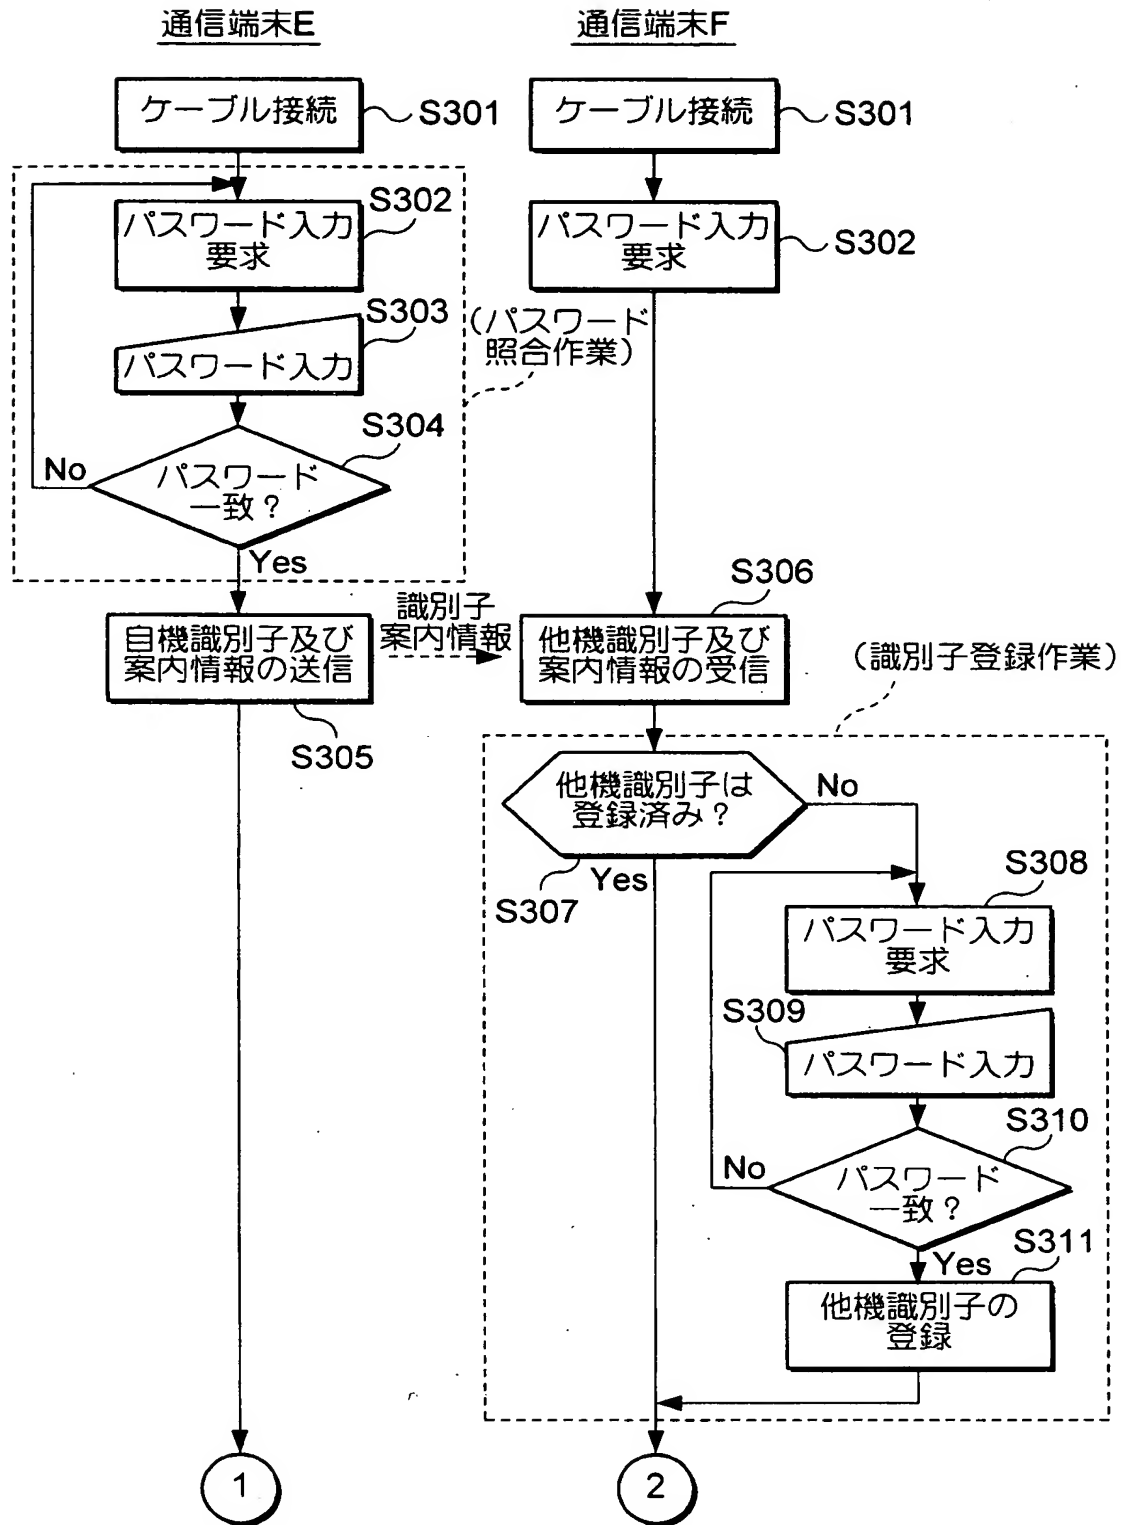 通信端末E
通信端末F
ケーブル接続
S301
ケーブル接続
S301
S302
パスワード入力
要求
パスワード入力
要求
S302
S303
パスワード入力
(パスワード
照合作業)
S304
パスワード
一致?
No
Yes
自機識別子及び
案内情報の送信
S305
識別子
案内情報
S306
他機識別子及び
案内情報の受信
(識別子登録作業)
他機識別子は
登録済み?
No
Yes
S307
S308
パスワード入力
要求
S309
パスワード入力
S310
パスワード
一致?
No
Yes
S311
他機識別子の
登録
1
2